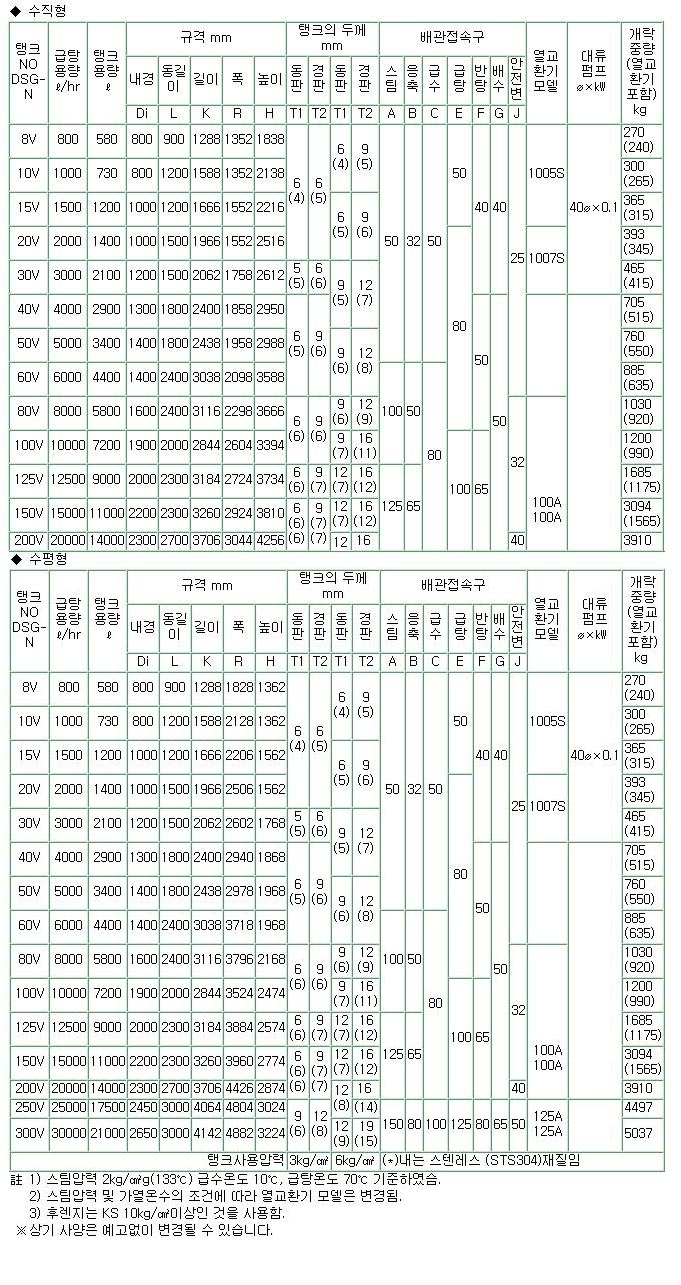 ◆ 수직형
탱크 NO DSG-N 급탕 용량 ℓ/hr 탱크 용량 ℓ 규격 mm 탱크의 두께 mm 배관접속구 열교환기 모델 대류 펌프 ø×kW 개략 중량 (열교환기 포함) kg
내경 동길이 길이 폭 높이 동판 경판 동판 경판 스팀 응축 급수 급탕 반탕 배수 안전변
Di L K R H T1 T2 T1 T2 A B C E F G J
8V 800 580 800 900 1288 1352 1838 6 (4) 6 (5) 6 (4) 9 (5) 50 32 50 50 40 40 25 1005S 40ø×0.1 270 (240)
10V 1000 730 800 1200 1588 1352 2138 300 (265)
15V 1500 1200 1000 1200 1666 1552 2216 6 (5) 9 (6) 365 (315)
20V 2000 1400 1000 1500 1966 1552 2516 80 1007S 393 (345)
30V 3000 2100 1200 1500 2062 1758 2612 5 (5) 6 (6) 9 (5) 12 (7) 465 (415)
40V 4000 2900 1300 1800 2400 1858 2950 6 (5) 9 (6) 50 50 705 (515)
50V 5000 3400 1400 1800 2438 1958 2988 9 (6) 12 (8) 760 (550)
60V 6000 4400 1400 2400 3038 2098 3588 100 50 80 885 (635)
80V 8000 5800 1600 2400 3116 2298 3666 6 (6) 9 (6) 9 (6) 12 (9) 32 100A 100A 1030 (920)
100V 10000 7200 1900 2000 2844 2604 3394 9 (7) 16 (11) 100 65 1200 (990)
125V 12500 9000 2000 2300 3184 2724 3734 6 (6) 9 (7) 12 (7) 16 (12) 125 65 1685 (1175)
150V 15000 11000 2200 2300 3260 2924 3810 6 (6) 9 (7) 12 (7) 16 (12) 3094 (1565)
200V 20000 14000 2300 2700 3706 3044 4256 (6) (7) 12 16 40 3910
◆ 수평형
탱크 NO DSG-N 급탕 용량 ℓ/hr 탱크 용량 ℓ 규격 mm 탱크의 두께 mm 배관접속구 열교환기 모델 대류 펌프 ø×kW 개략 중량 (열교환기 포함) kg
내경 동길이 길이 폭 높이 동판 경판 동판 경판 스팀 응축 급수 급탕 반탕 배수 안전변
Di L K R H T1 T2 T1 T2 A B C E F G J
8V 800 580 800 900 1288 1828 1362 6 (4) 6 (5) 6 (4) 9 (5) 50 32 50 50 40 40 25 1005S 40ø×0.1 270 (240)
10V 1000 730 800 1200 1588 2128 1362 300 (265)
15V 1500 1200 1000 1200 1666 2206 1562 6 (5) 9 (6) 365 (315)
20V 2000 1400 1000 1500 1966 2506 1562 80 1007S 393 (345)
30V 3000 2100 1200 1500 2062 2602 1768 5 (5) 6 (6) 9 (5) 12 (7) 465 (415)
40V 4000 2900 1300 1800 2400 2940 1868 6 (5) 9 (6) 50 50 705 (515)
50V 5000 3400 1400 1800 2438 2978 1968 9 (6) 12 (8) 760 (550)
60V 6000 4400 1400 2400 3038 3718 1968 100 50 80 885 (635)
80V 8000 5800 1600 2400 3116 3796 2168 6 (6) 9 (6) 9 (6) 12 (9) 32 100A 100A 1030 (920)
100V 10000 7200 1900 2000 2844 3524 2474 9 (7) 16 (11) 100 65 1200 (990)
125V 12500 9000 2000 2300 3184 3884 2574 6 (6) 9 (7) 12 (7) 16 (12) 125 65 1685 (1175)
150V 15000 11000 2200 2300 3260 3960 2774 6 (6) 9 (7) 12 (7) 16 (12) 3094 (1565)
200V 20000 14000 2300 2700 3706 4426 2874 (6) (7) 12 (8) 16 (14) 40 3910
250V 25000 17500 2450 3000 4064 4804 3024 9 (6) 12 (8) 150 80 100 125 80 65 50 125A 125A 4497
300V 30000 21000 2650 3000 4142 4882 3224 12 (9) 19 (15) 5037
탱크사용압력 3kg/㎠ 6kg/㎠ (*)내는 스텐레스 (STS304)재질임
註 1) 스팀압력 2kg/㎠g(133℃) 급수온도 10℃, 급탕온도 70℃ 기준하였슴.
2) 스팀압력 및 가열온수의 조건에 따라 열교환기 모델은 변경됨.
3) 후렌지는 KS 10kg/㎠이상인 것을 사용함.
※ 상기 사양은 예고없이 변경될 수 있습니다.